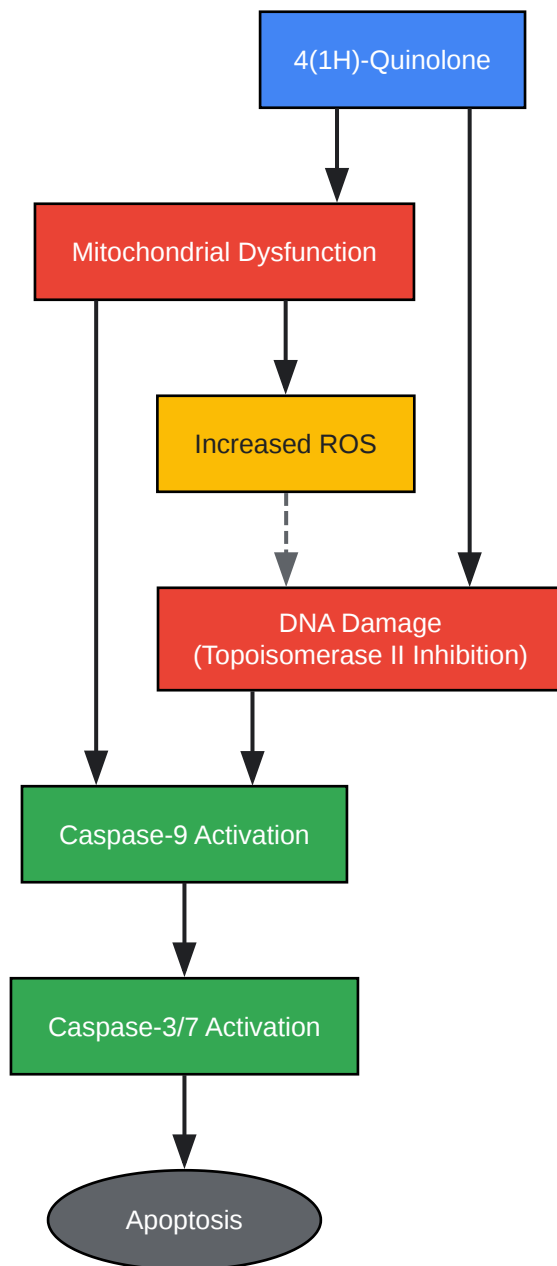 4(1H)-Quinolone
Mitochondrial Dysfunction
Increased ROS
DNA Damage
(Topoisomerase II Inhibition)
Caspase-9 Activation
Caspase-3/7 Activation
Apoptosis